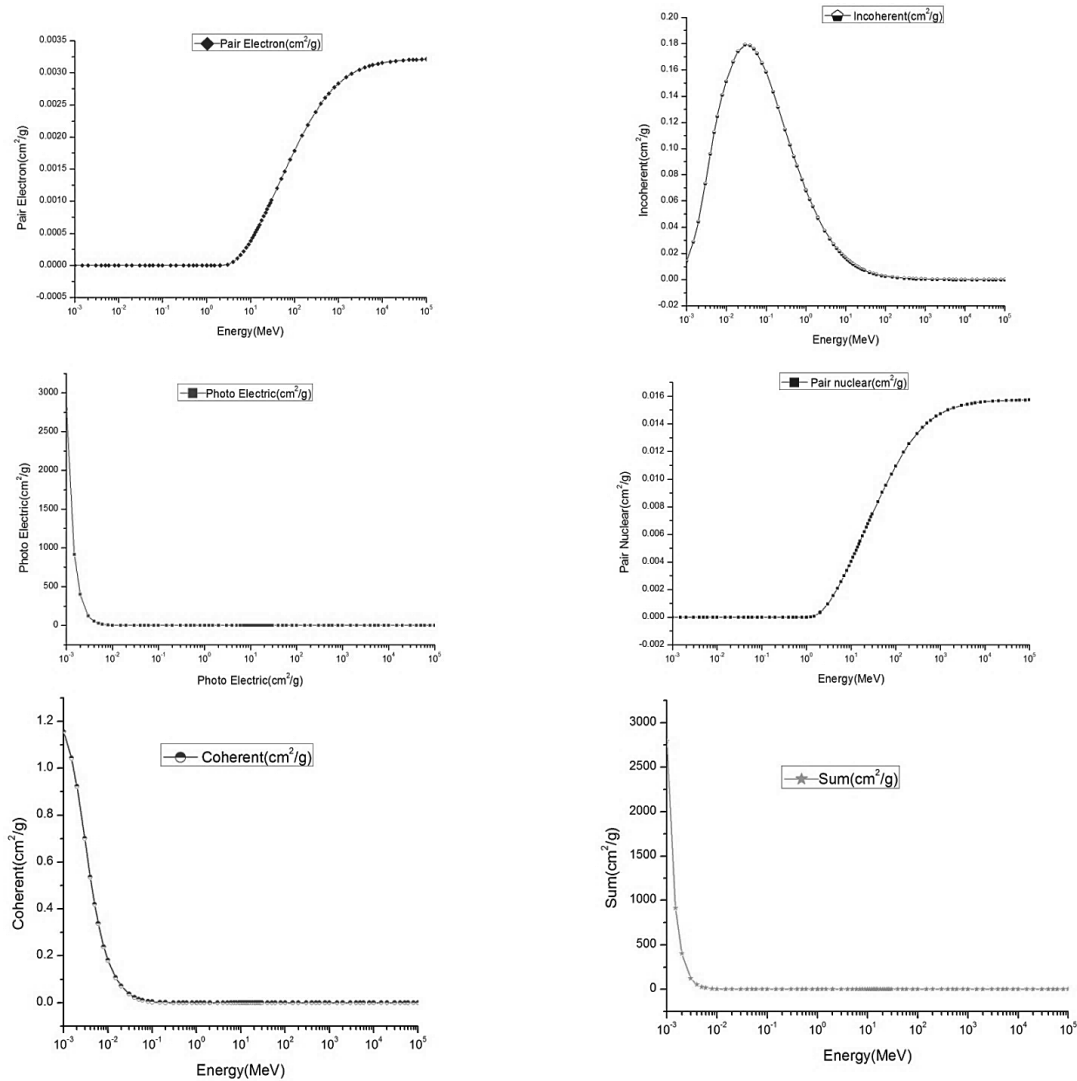 Pair Electron(cm²/g)
0.0035
0.0030
0.0025
0.0020
0.0015
0.0010
0.0005
0.0000
-0.0005
Pair Electron(cm²/g)
10⁻³ 10⁻² 10⁻¹ 10⁰ 10¹ 10² 10³ 10⁴ 10⁵
Energy(MeV)
Incoherent(cm²/g)
0.20
0.18
0.16
0.14
0.12
0.10
0.08
0.06
0.04
0.02
0.00
-0.02
Incoherent(cm²/g)
10⁻³ 10⁻² 10⁻¹ 10⁰ 10¹ 10² 10³ 10⁴ 10⁵
Energy(MeV)
Photo Electric(cm²/g)
3000
2500
2000
1500
1000
500
0
Photo Electric(cm²/g)
10⁻³ 10⁻² 10⁻¹ 10⁰ 10¹ 10² 10³ 10⁴ 10⁵
Photo Electric(cm²/g)
Pair nuclear(cm²/g)
0.016
0.014
0.012
0.010
0.008
0.006
0.004
0.002
0.000
-0.002
Pair Nuclear(cm²/g)
10⁻³ 10⁻² 10⁻¹ 10⁰ 10¹ 10² 10³ 10⁴ 10⁵
Energy(MeV)
Coherent(cm²/g)
1.2
1.0
0.8
0.6
0.4
0.2
0.0
Coherent(cm²/g)
10⁻³ 10⁻² 10⁻¹ 10⁰ 10¹ 10² 10³ 10⁴ 10⁵
Energy(MeV)
Sum(cm²/g)
3000
2500
2000
1500
1000
500
0
Sum(cm²/g)
10⁻³ 10⁻² 10⁻¹ 10⁰ 10¹ 10² 10³ 10⁴ 10⁵
Energy(MeV)